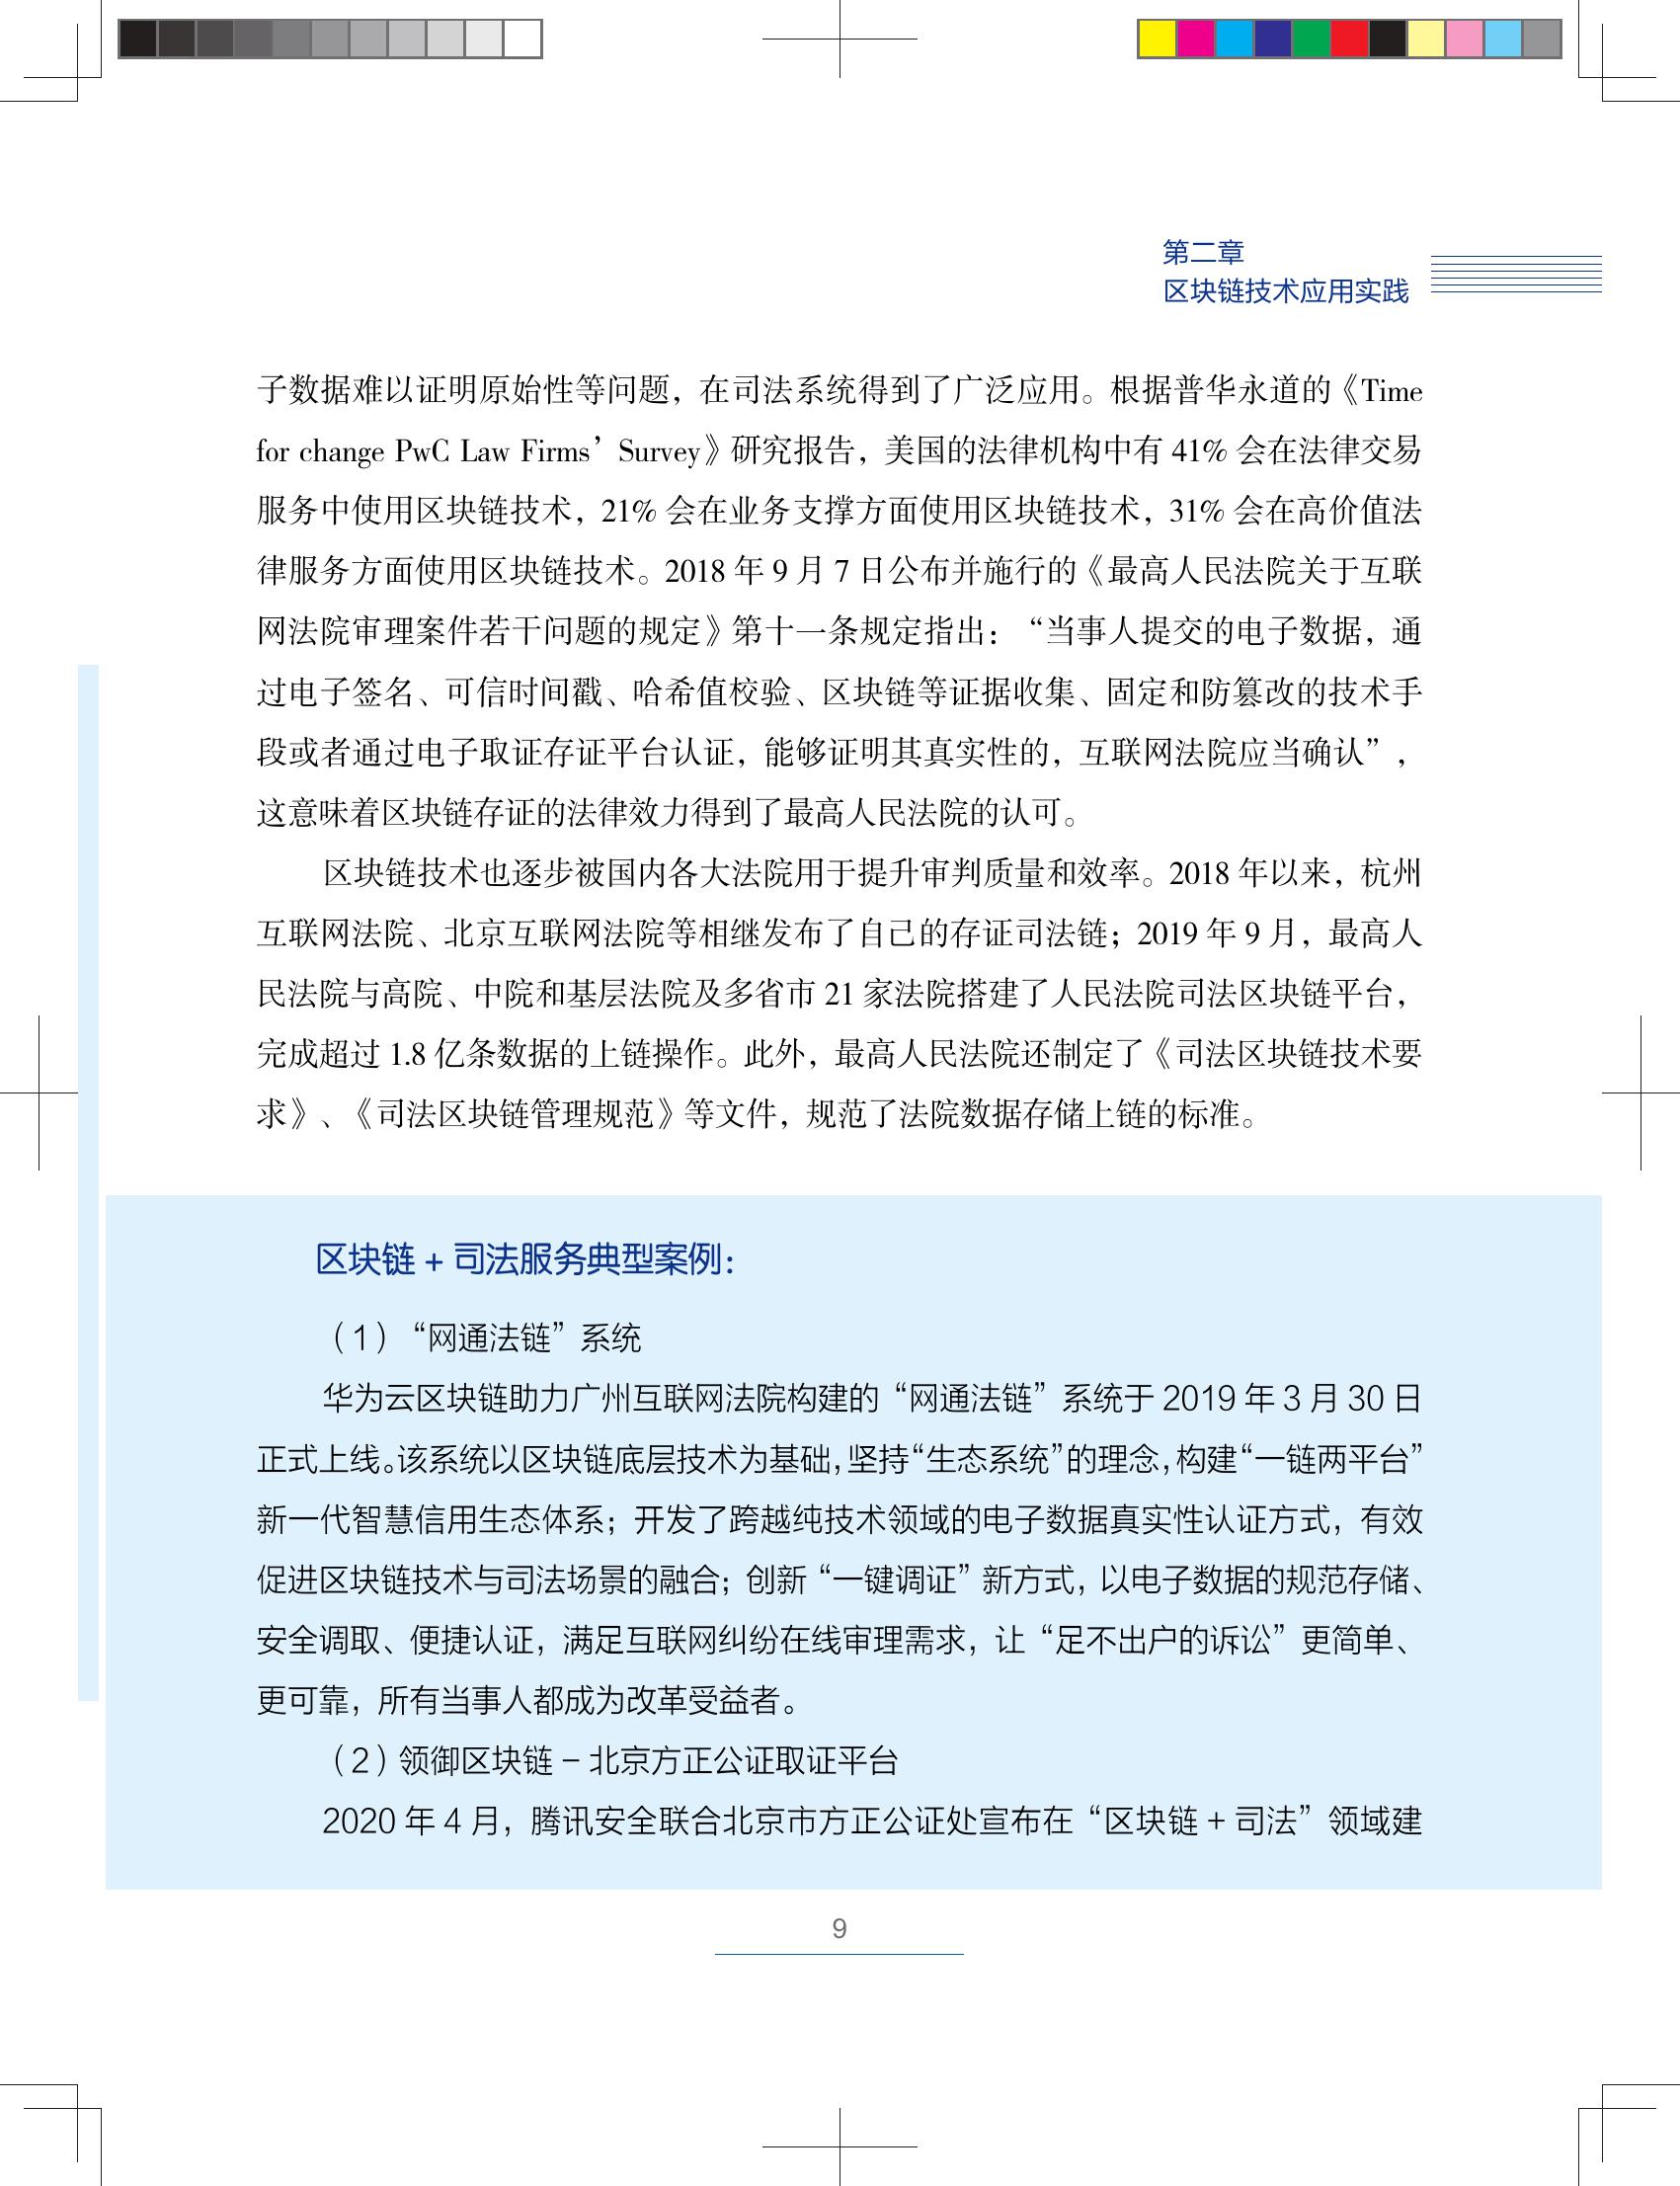 第二章
区块链技术应用实践
子数据难以证明原始性等问题，在司法系统得到了广泛应用。根据普华永道的《Time
for change PwC Law Firms’ Survey》研究报告，美国的法律机构中有 41% 会在法律交易
服务中使用区块链技术，21% 会在业务支撑方面使用区块链技术，31% 会在高价值法
律服务方面使用区块链技术。2018 年 9 月 7 日公布并施行的《最高人民法院关于互联
网法院审理案件若干问题的规定》第十一条规定指出：“当事人提交的电子数据，通
过电子签名、可信时间戳、哈希值校验、区块链等证据收集、固定和防篡改的技术手
段或者通过电子取证存证平台认证，能够证明其真实性的，互联网法院应当确认”，
这意味着区块链存证的法律效力得到了最高人民法院的认可。
区块链技术也逐步被国内各大法院用于提升审判质量和效率。2018 年以来，杭州
互联网法院、北京互联网法院等相继发布了自己的存证司法链；2019 年 9 月，最高人
民法院与高院、中院和基层法院及多省市 21 家法院搭建了人民法院司法区块链平台，
完成超过 1.8 亿条数据的上链操作。此外，最高人民法院还制定了《司法区块链技术要
求》、《司法区块链管理规范》等文件，规范了法院数据存储上链的标准。
区块链 + 司法服务典型案例：
（1）“网通法链”系统
华为云区块链助力广州互联网法院构建的“网通法链”系统于 2019 年 3 月 30 日
正式上线。该系统以区块链底层技术为基础，坚持“生态系统”的理念，构建“一链两平台”
新一代智慧信用生态体系；开发了跨越纯技术领域的电子数据真实性认证方式，有效
促进区块链技术与司法场景的融合；创新“一键调证”新方式，以电子数据的规范存储、
安全调取、便捷认证，满足互联网纠纷在线审理需求，让“足不出户的诉讼”更简单、
更可靠，所有当事人都成为改革受益者。
（2）领御区块链 – 北京方正公证取证平台
2020 年 4 月，腾讯安全联合北京市方正公证处宣布在“区块链 + 司法”领域建
9